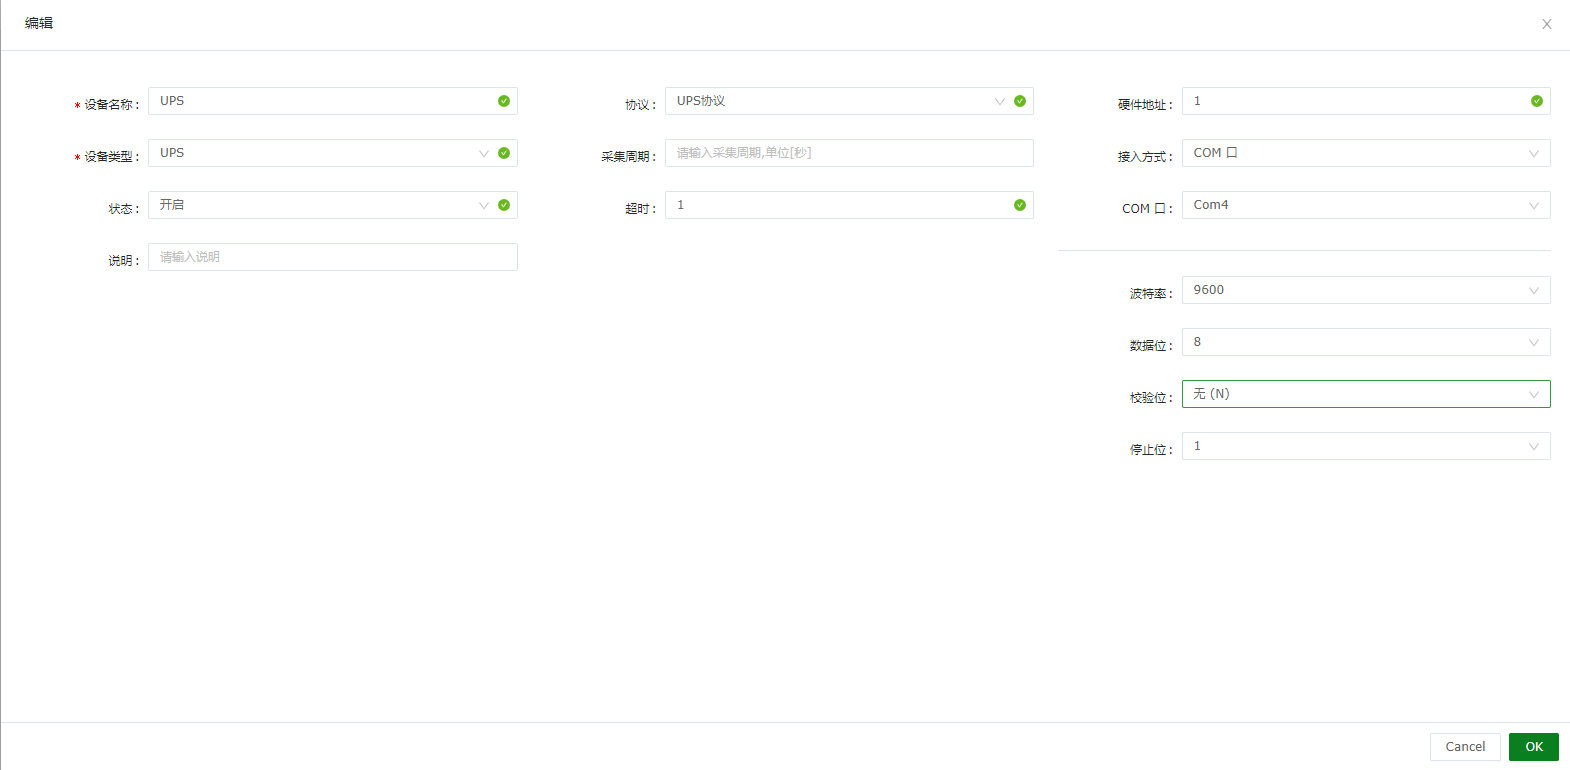 编辑
* 设备名称 :
UPS
* 设备类型 :
UPS
状态 :
开启
说明 :
请输入说明
协议 :
UPS协议
采集周期 :
请输入采集周期,单位[秒]
超时 :
1
硬件地址 :
1
接入方式 :
COM 口
COM 口 :
Com4
波特率 :
9600
数据位 :
8
校验位 :
无 (N)
停止位 :
1
Cancel
OK